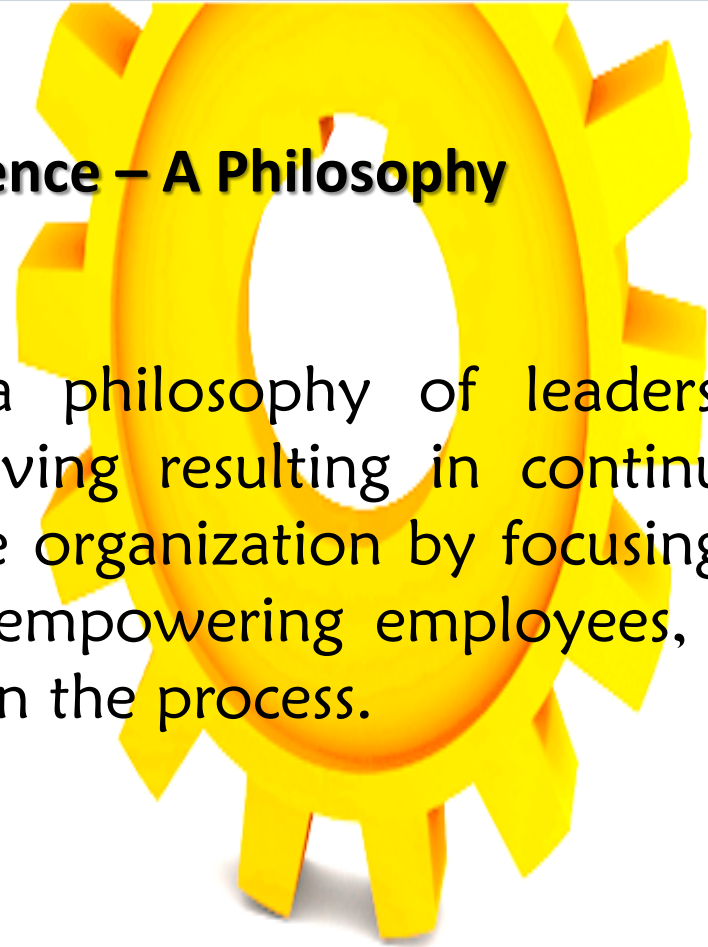 ence – A Philosophy
a philosophy of leaders
ving resulting in continu
e organization by focusing
empowering employees,
n the process.